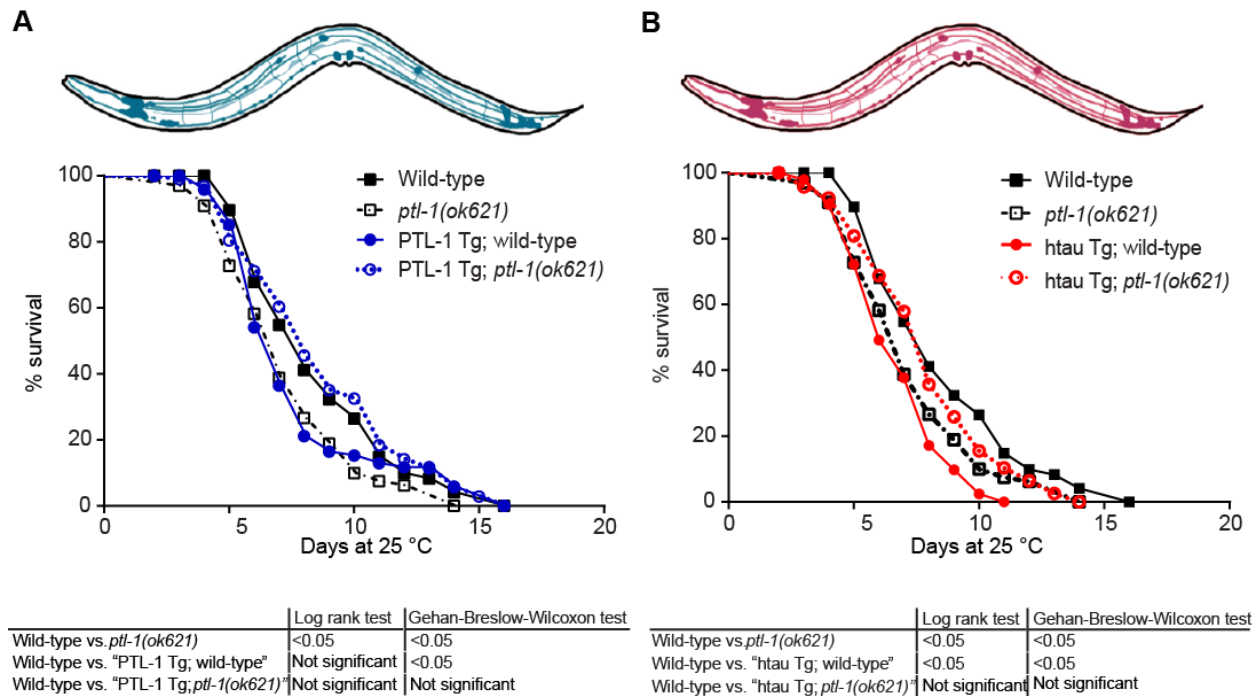 A
100
80
60
40
20
0
% survival
0 5 10 15 20
Days at 25 °C
Wild-type
ptl-1(ok621)
PTL-1 Tg; wild-type
PTL-1 Tg; ptl-1(ok621)
Log rank test Gehan-Breslow-Wilcoxon test
Wild-type vs.ptl-1(ok621) <0.05 <0.05
Wild-type vs. “PTL-1 Tg; wild-type” Not significant <0.05
Wild-type vs. “PTL-1 Tg;ptl-1(ok621)” Not significant Not significant
B
100
80
60
40
20
0
% survival
0 5 10 15 20
Days at 25 °C
Wild-type
ptl-1(ok621)
htau Tg; wild-type
htau Tg; ptl-1(ok621)
Log rank test Gehan-Breslow-Wilcoxon test
Wild-type vs.ptl-1(ok621) <0.05 <0.05
Wild-type vs. “htau Tg; wild-type” <0.05 <0.05
Wild-type vs. “htau Tg; ptl-1(ok621)” Not significant Not significant